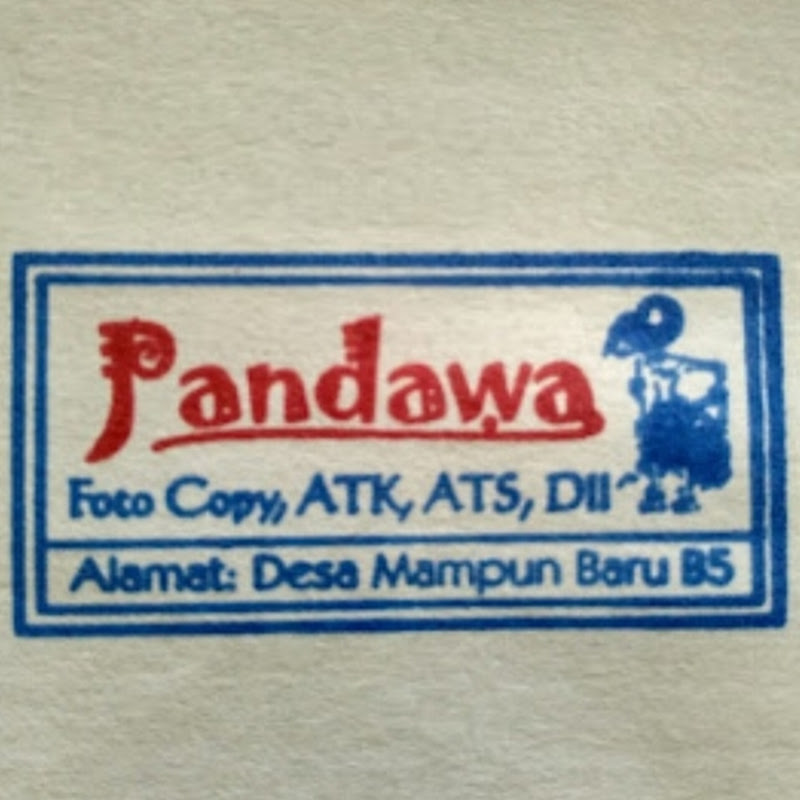 Pandawa
Foto Copy, ATK, ATS, Dll
Alamat: Desa Mampun Baru B5